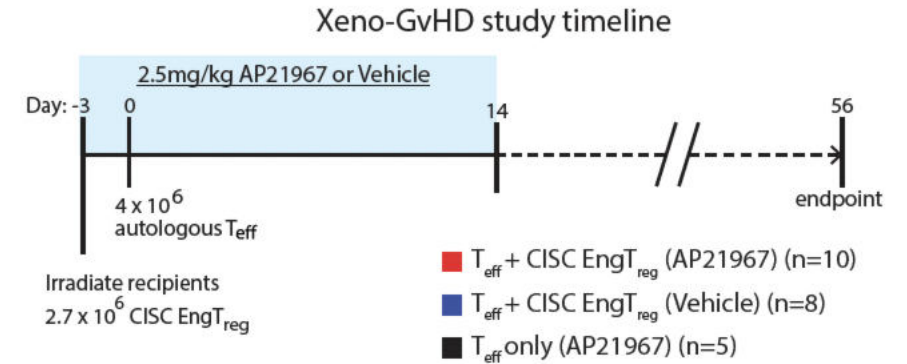 Xeno-GvHD study timeline
2.5mg/kg AP21967 or Vehicle
Day: -3 0 14 56
4 x 10⁶
autologous Teff
endpoint
Irradiate recipients
2.7 x 10⁶ CISC EngTreg
Teff + CISC EngTreg (AP21967) (n=10)
Teff + CISC EngTreg (Vehicle) (n=8)
Teff only (AP21967) (n=5)